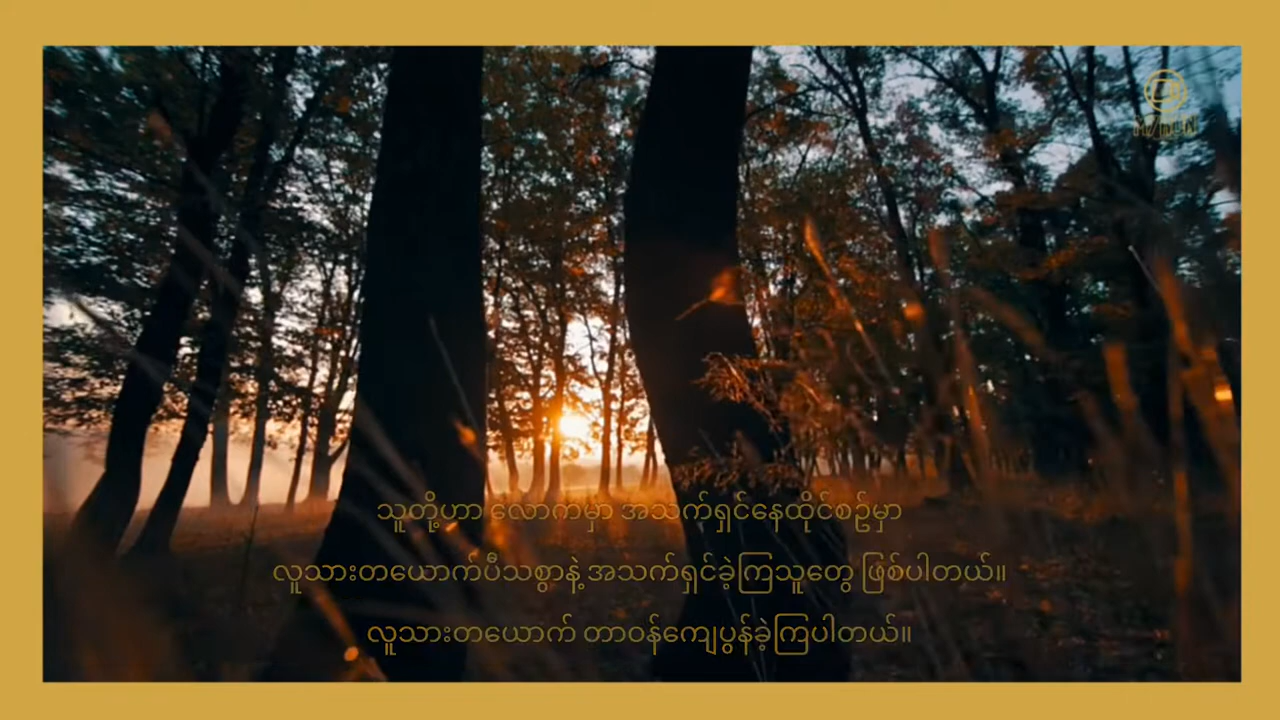 သူတို့ဟာ လောကမှာ အသက်ရှင်နေထိုင်စဥ်မှာ
လူသားတယောက်ပီသစွာနဲ့ အသက်ရှင်ခဲ့ကြသူတွေ ဖြစ်ပါတယ်။
လူသားတယောက် တာဝန်ကျေပွန်ခဲ့ကြပါတယ်။